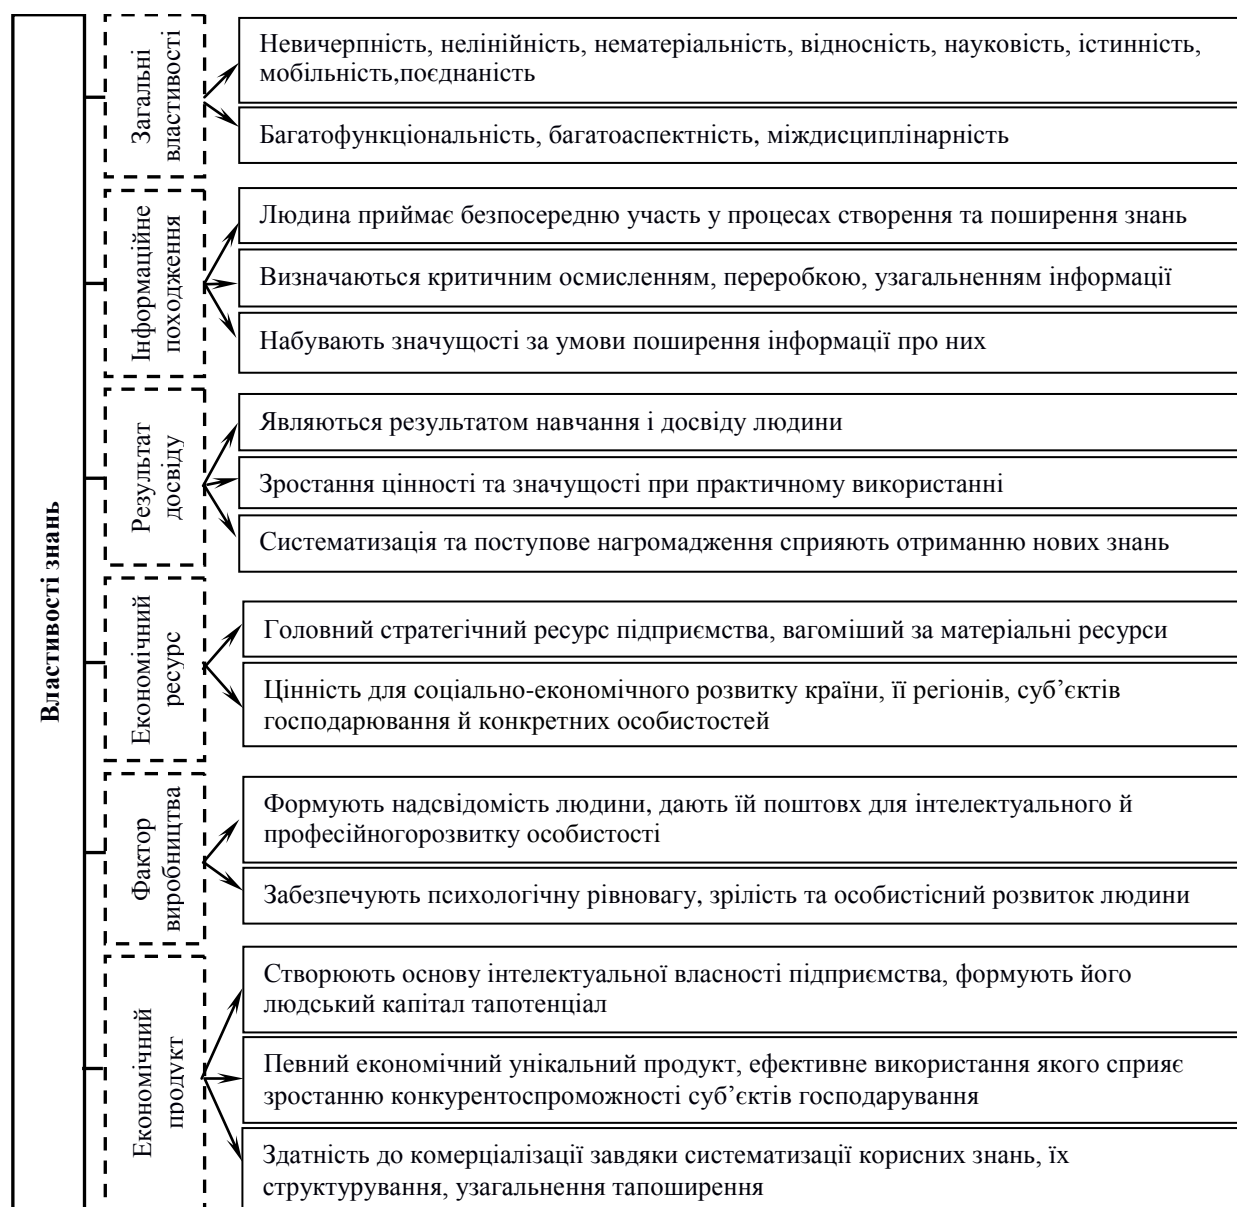 Властивості знань
Загальні
властивості
Невичерпність, нелінійність, нематеріальність, відносність, науковість, істинність,
мобільність,поєднаність
Багатофункціональність, багатоаспектність, міждисциплінарність
Інформаційне
походження
Людина приймає безпосередню участь у процесах створення та поширення знань
Визначаються критичним осмисленням, переробкою, узагальненням інформації
Набувають значущості за умови поширення інформації про них
Результат
досвіду
Являються результатом навчання і досвіду людини
Зростання цінності та значущості при практичному використанні
Систематизація та поступове нагромадження сприяють отриманню нових знань
Економічний
ресурс
Головний стратегічний ресурс підприємства, вагоміший за матеріальні ресурси
Цінність для соціально-економічного розвитку країни, її регіонів, суб’єктів
господарювання й конкретних особистостей
Фактор
виробництва
Формують надсвідомість людини, дають їй поштовх для інтелектуального й
професійногорозвитку особистості
Забезпечують психологічну рівновагу, зрілість та особистісний розвиток людини
Економічний
продукт
Створюють основу інтелектуальної власності підприємства, формують його
людський капітал тапотенціал
Певний економічний унікальний продукт, ефективне використання якого сприяє
зростанню конкурентоспроможності суб’єктів господарування
Здатність до комерціалізації завдяки систематизації корисних знань, їх
структурування, узагальнення тапоширення